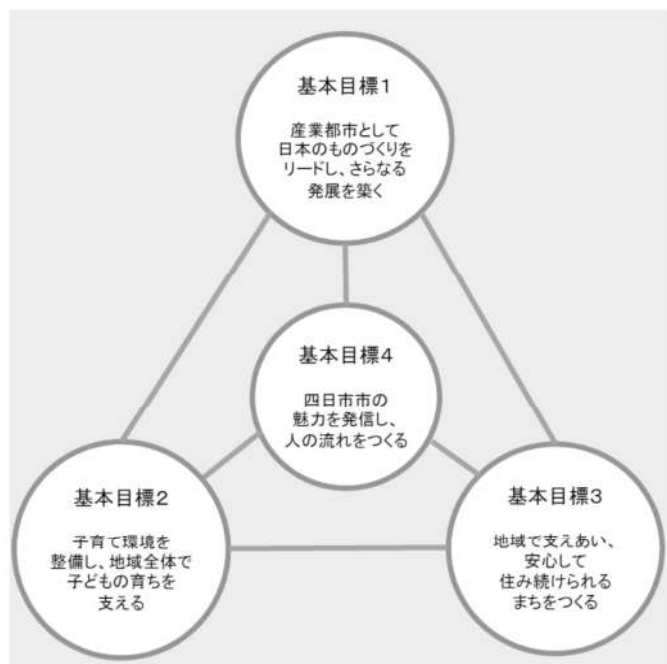 基本目標1
産業都市として
日本のものづくりを
リードし、さらなる
発展を築く
基本目標4
四日市市の
魅力を発信し、
人の流れをつくる
基本目標2
子育て環境を
整備し、地域全体で
子どもの育ちを
支える
基本目標3
地域で支えあい、
安心して
住み続けられる
まちをつくる